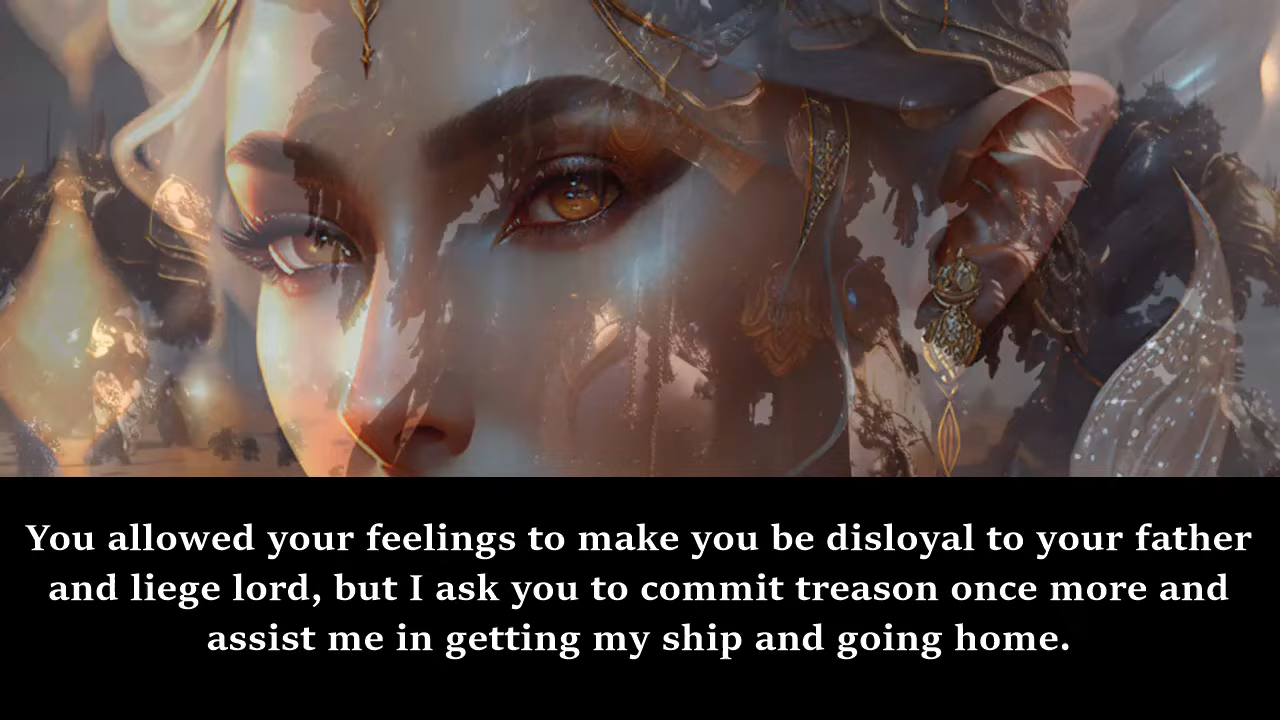 You allowed your feelings to make you be disloyal to your father
and liege lord, but I ask you to commit treason once more and
assist me in getting my ship and going home.